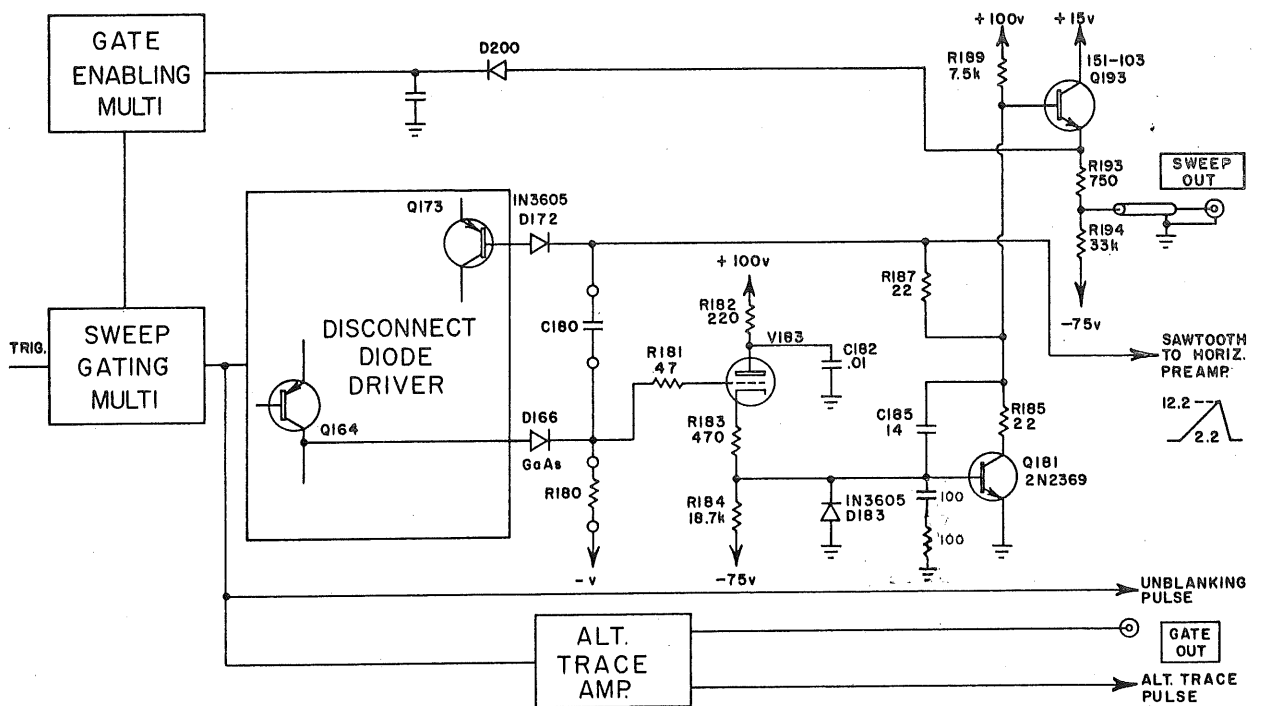 GATE
ENABLING
MULTI
D200
+100v
+15v
R189
7.5k
151-103
Q193
R193
750
SWEEP
OUT
R194
33k
-75v
Q173
IN3605
D172
+100v
R187
22
R182
220
C180
V183
C182
.01
SAWTOOTH
TO HORIZ.
PREAMP.
12.2
2.2
TRIG.
SWEEP
GATING
MULTI
DISCONNECT
DIODE
DRIVER
R181
47
Q164
D166
GaAs
R183
470
C185
14
R185
22
Q181
2N2369
R180
R184
18.7k
IN3605
D183
100
100
-v
-75v
UNBLANKING
PULSE
ALT.
TRACE
AMP.
GATE
OUT
ALT. TRACE
PULSE